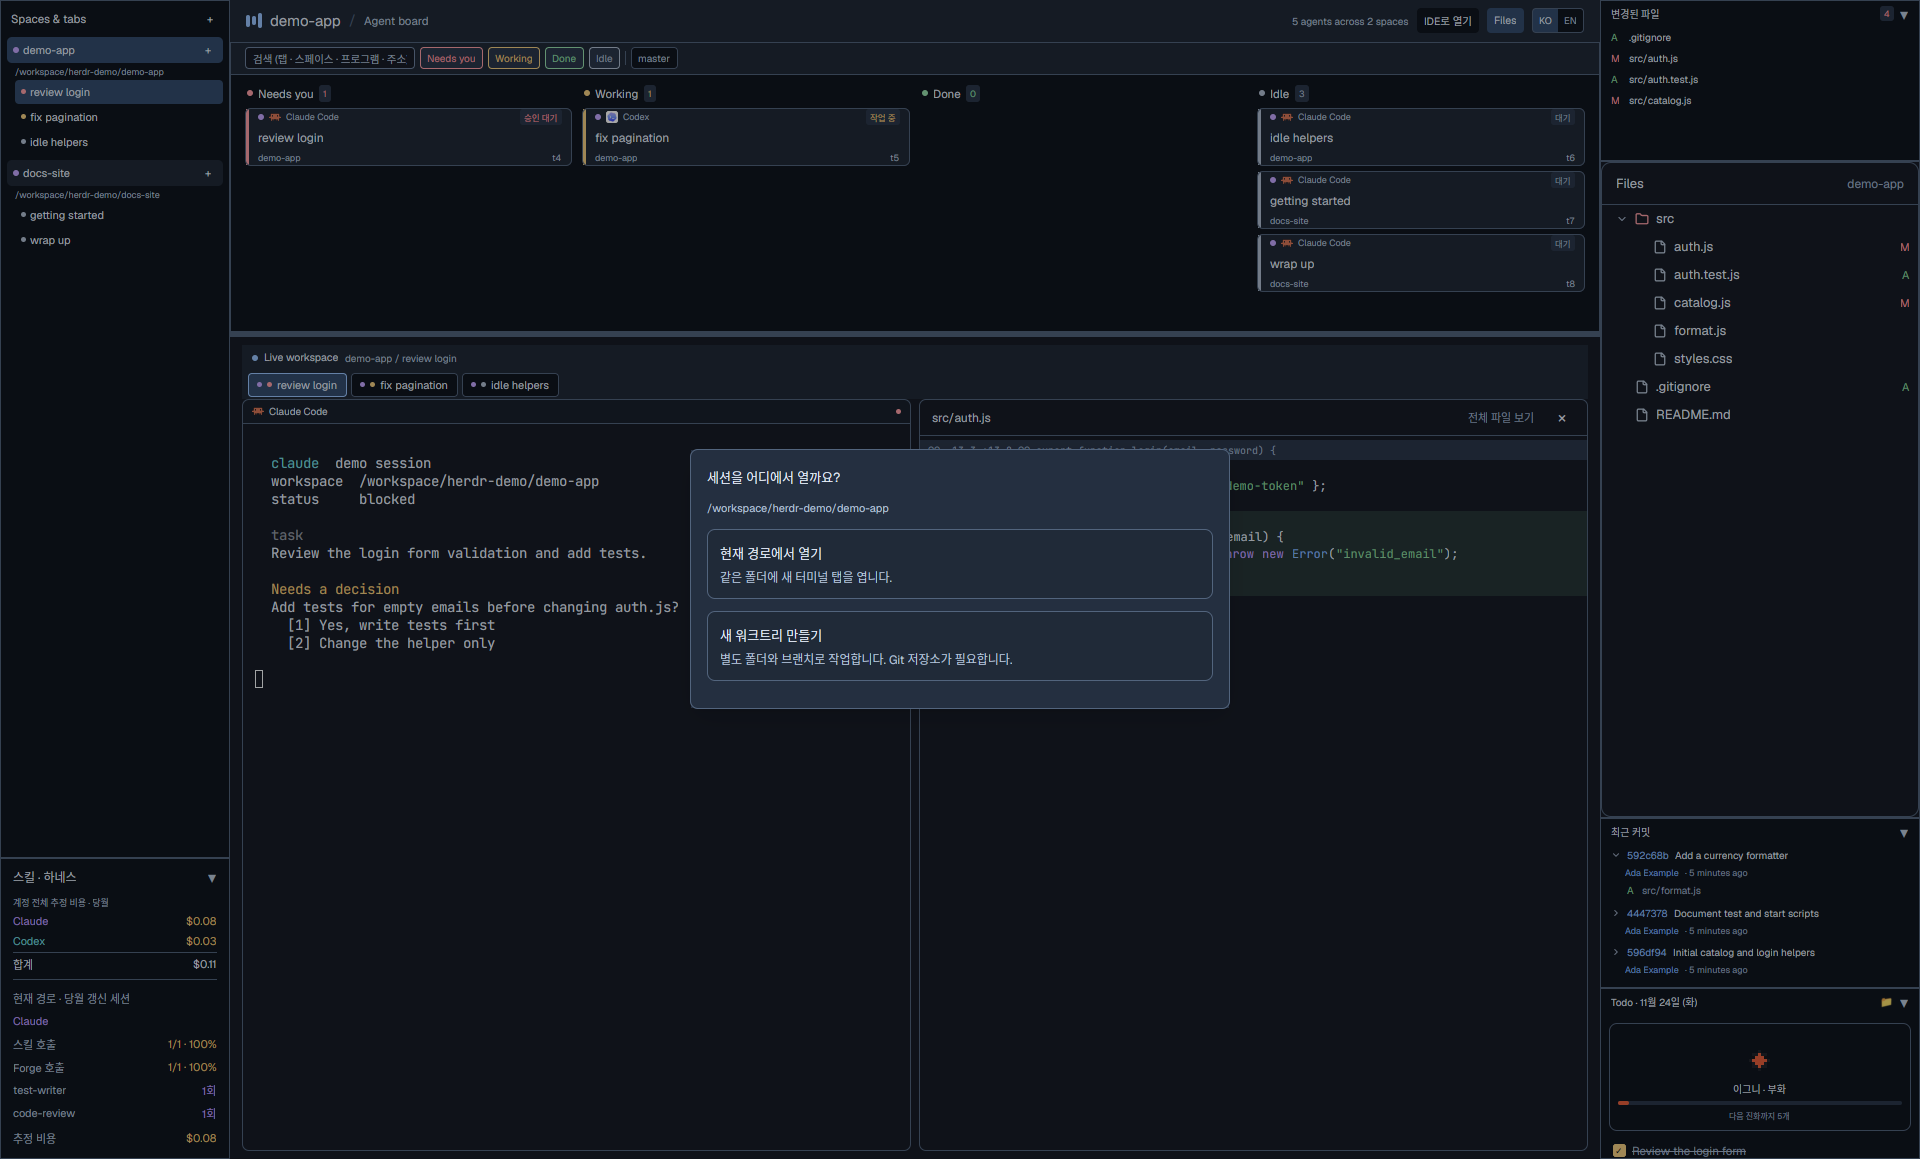 Spaces & tabs +
demo-app +
/workspace/herdr-demo/demo-app
review login
fix pagination
idle helpers
docs-site +
/workspace/herdr-demo/docs-site
getting started
wrap up
스킬 · 하네스 ▼
계정 전체 추정 비용 · 당월
Claude $0.08
Codex $0.03
합계 $0.11
현재 경로 · 당월 갱신 세션
Claude
스킬 호출 1/1 · 100%
Forge 호출 1/1 · 100%
test-writer 1회
code-review 1회
추정 비용 $0.08
demo-app / Agent board
5 agents across 2 spaces IDE로 열기 Files KO EN
검색 (탭 · 스페이스 · 프로그램 · 주소 Needs you Working Done Idle master
Needs you 1
Claude Code 승인 대기
review login
demo-app t4
Working 1
Codex 작업 중
fix pagination
demo-app t5
Done 0
Idle 3
Claude Code 대기
idle helpers
demo-app t6
Claude Code 대기
getting started
docs-site t7
Claude Code 대기
wrap up
docs-site t8
Live workspace demo-app / review login
review login fix pagination idle helpers
Claude Code
claude demo session
workspace /workspace/herdr-demo/demo-app
status blocked
task
Review the login form validation and add tests.
Needs a decision
Add tests for empty emails before changing auth.js?
[1] Yes, write tests first
[2] Change the helper only
src/auth.js 전체 파일 보기 ×
demo-token" };
email) {
new Error("invalid_email");
세션을 어디에서 열까요?
/workspace/herdr-demo/demo-app
현재 경로에서 열기
같은 폴더에 새 터미널 탭을 엽니다.
새 워크트리 만들기
별도 폴더와 브랜치로 작업합니다. Git 저장소가 필요합니다.
변경된 파일 4 ▼
A .gitignore
M src/auth.js
A src/auth.test.js
M src/catalog.js
Files demo-app
src
auth.js M
auth.test.js A
catalog.js M
format.js
styles.css
.gitignore A
README.md
최근 커밋 ▼
592c68b Add a currency formatter
Ada Example · 5 minutes ago
A src/format.js
4447378 Document test and start scripts
Ada Example · 5 minutes ago
596df94 Initial catalog and login helpers
Ada Example · 5 minutes ago
Todo · 11월 24일 (화) ▼
이그니 · 부화
다음 진화까지 5개
Review the login form